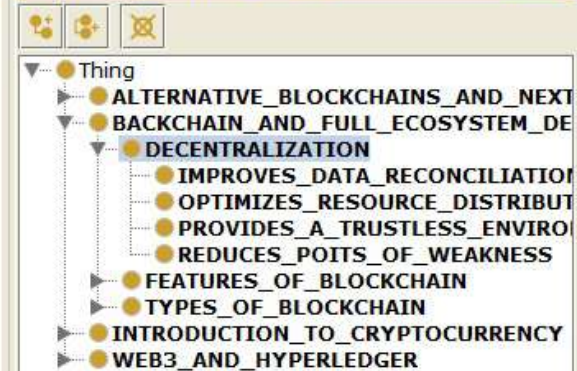 Thing
ALTERNATIVE_BLOCKCHAINS_AND_NEXT
BACKCHAIN_AND_FULL_ECOSYSTEM_DE
DECENTRALIZATION
IMPROVES_DATA_RECONCILIATION
OPTIMIZES_RESOURCE_DISTRIBUT
PROVIDES_A_TRUSTLESS_ENVIRO
REDUCES_POITS_OF_WEAKNESS
FEATURES_OF_BLOCKCHAIN
TYPES_OF_BLOCKCHAIN
INTRODUCTION_TO_CRYPTOCURRENCY
WEB3_AND_HYPERLEDGER